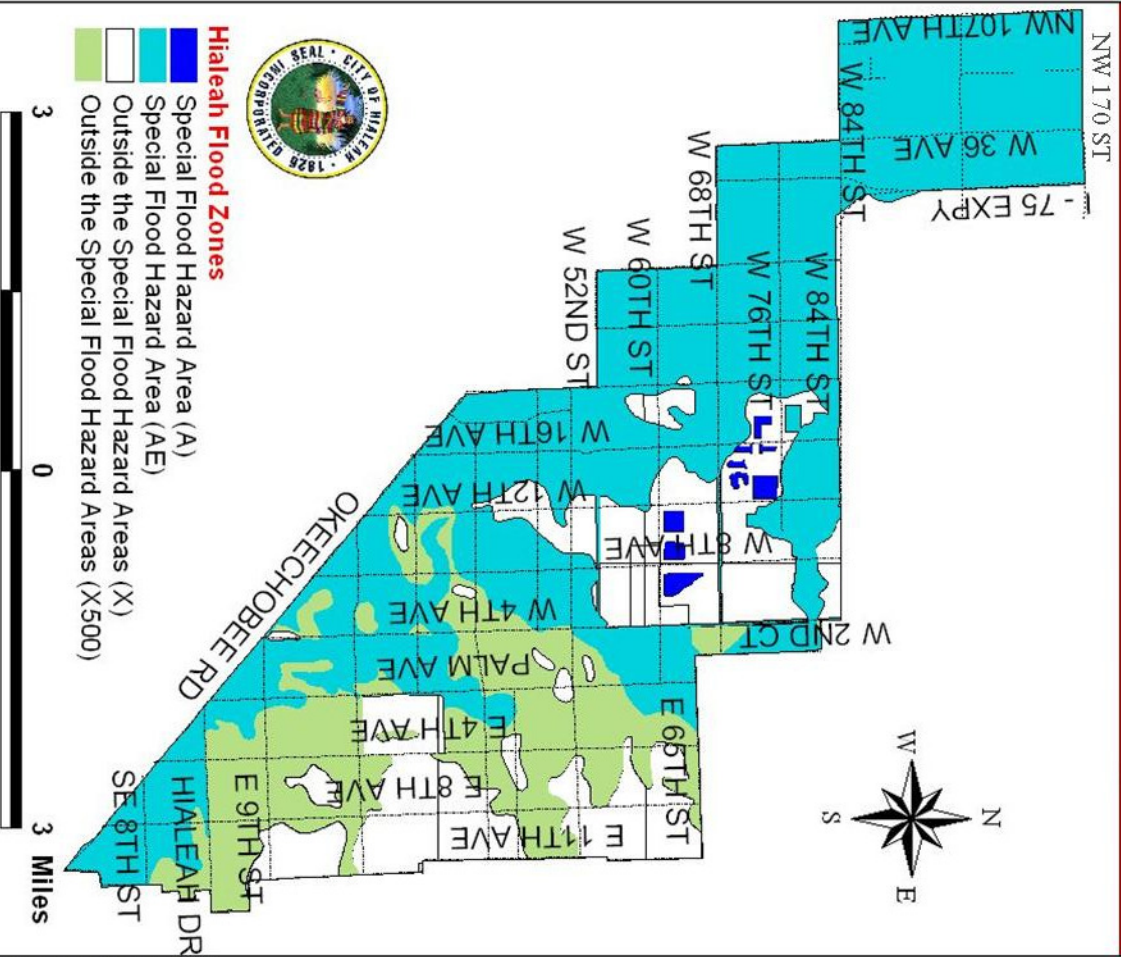 NW 170 ST
NW 107TH AVE
W 84TH ST
W 36 AVE
I - 75 EXPY
W 68TH ST
W 76TH ST
W 84TH ST
W 60TH ST
W 52ND ST
W 16TH AVE
W 12TH AVE
W 8TH AVE
W 4TH AVE
W 2ND CT
PALM AVE
E 4TH AVE
E 65TH ST
E 8TH AVE
E 11TH AVE
E 9TH ST
HIALEAH DR
SE 8TH ST
OKEECHOBEE RD
N
W
E
S
CITY OF HIALEAH
INCORPORATED 1925
SEAL
Hialeah Flood Zones
Special Flood Hazard Area (A)
Special Flood Hazard Area (AE)
Outside the Special Flood Hazard Areas (X)
Outside the Special Flood Hazard Areas (X500)
3 0 3 Miles